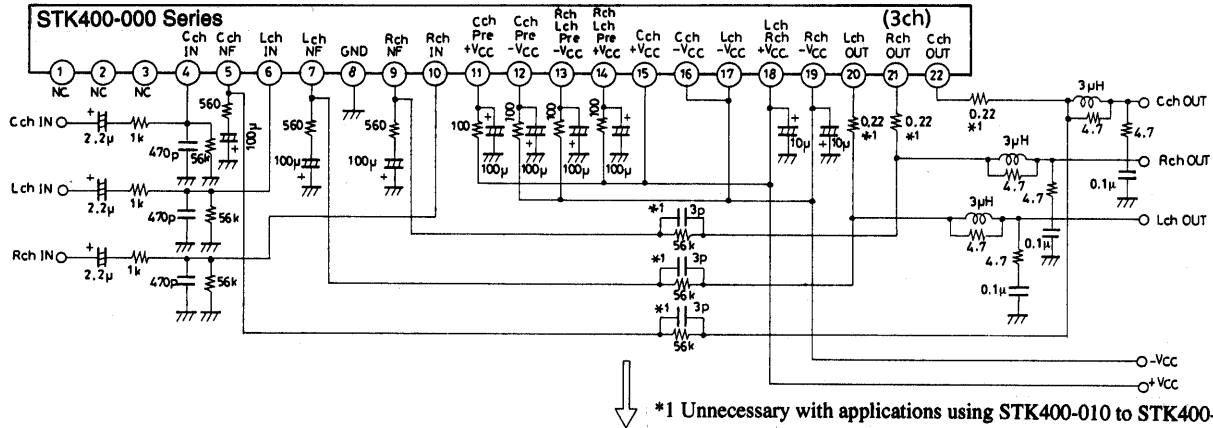 STK400-000 Series (3ch)
Cch IN
Cch NF
Lch IN
Lch NF
GND
Rch NF
Rch IN
Cch Pre +VCC
Cch Pre -VCC
Rch Lch Pre -VCC
Rch Lch Pre +VCC
Cch +VCC
Cch -VCC
Lch -VCC
Lch Rch +VCC
Rch -VCC
Lch OUT
Rch OUT
Cch OUT
1 2 3 4 5 6 7 8 9 10 11 12 13 14 15 16 17 18 19 20 21 22
NC NC NC
Cch IN
+
2.2μ
1k
470p
56k
560
100μ
+
Lch IN
+
2.2μ
1k
470p
56k
Rch IN
+
2.2μ
1k
470p
56k
560
100μ
+
560
100μ
+
100
+
100μ
100
+
100μ
100
+
100μ
100
+
100μ
+
10μ
+
10μ
0.22
*1
0.22
*1
0.22
*1
3μH
4.7
4.7
0.1μ
Cch OUT
3μH
4.7
4.7
0.1μ
Rch OUT
3μH
4.7
4.7
0.1μ
Lch OUT
*1 3p
56k
*1 3p
56k
*1 3p
56k
-VCC
+VCC
*1 Unnecessary with applications using STK400-010 to STK400-